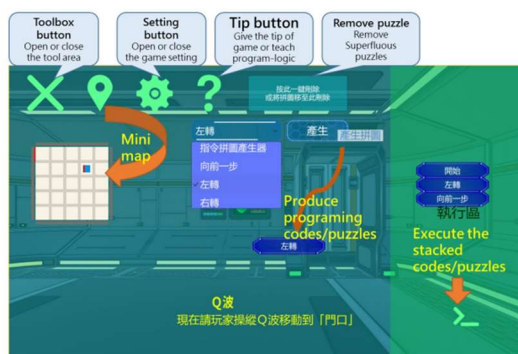 Toolbox
button
Open or close
the tool area
Setting
button
Open or close
the game setting
Tip button
Give the tip of
game or teach
program-logic
Remove puzzle
Remove
Superfluous
puzzles
按此一鍵刪除
或將拼圖移至此刪除
Mini
map
左轉
指令拼圖產生器
向前一步
✓左轉
右轉
產生
產生拼圖
Produce
programing
codes/puzzles
左轉
開始
左轉
向前一步
執行區
Execute the
stacked
codes/puzzles
Q波
現在請玩家操縱Q波移動到「門口」